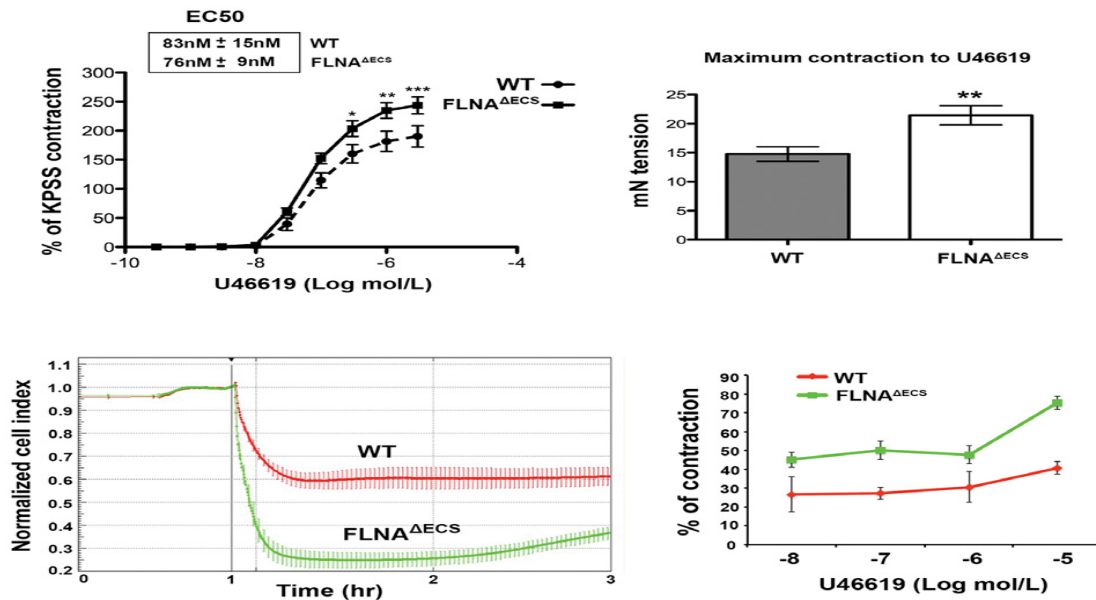 EC50
83nM ± 15nM WT
76nM ± 9nM FLNAΔECS
% of KPSS contraction
300
250
200
150
100
50
0
-10 -8 -6 -4
U46619 (Log mol/L)
* ** ***
WT
FLNAΔECS
Maximum contraction to U46619
mN tension
25
20
15
10
5
0
**
WT FLNAΔECS
Normalized cell index
1.1
1.0
0.9
0.8
0.7
0.6
0.5
0.4
0.3
0.2
WT
FLNAΔECS
0 1 2 3
Time (hr)
% of contraction
90
80
70
60
50
40
30
20
10
0
WT
FLNAΔECS
-8 -7 -6 -5
U46619 (Log mol/L)